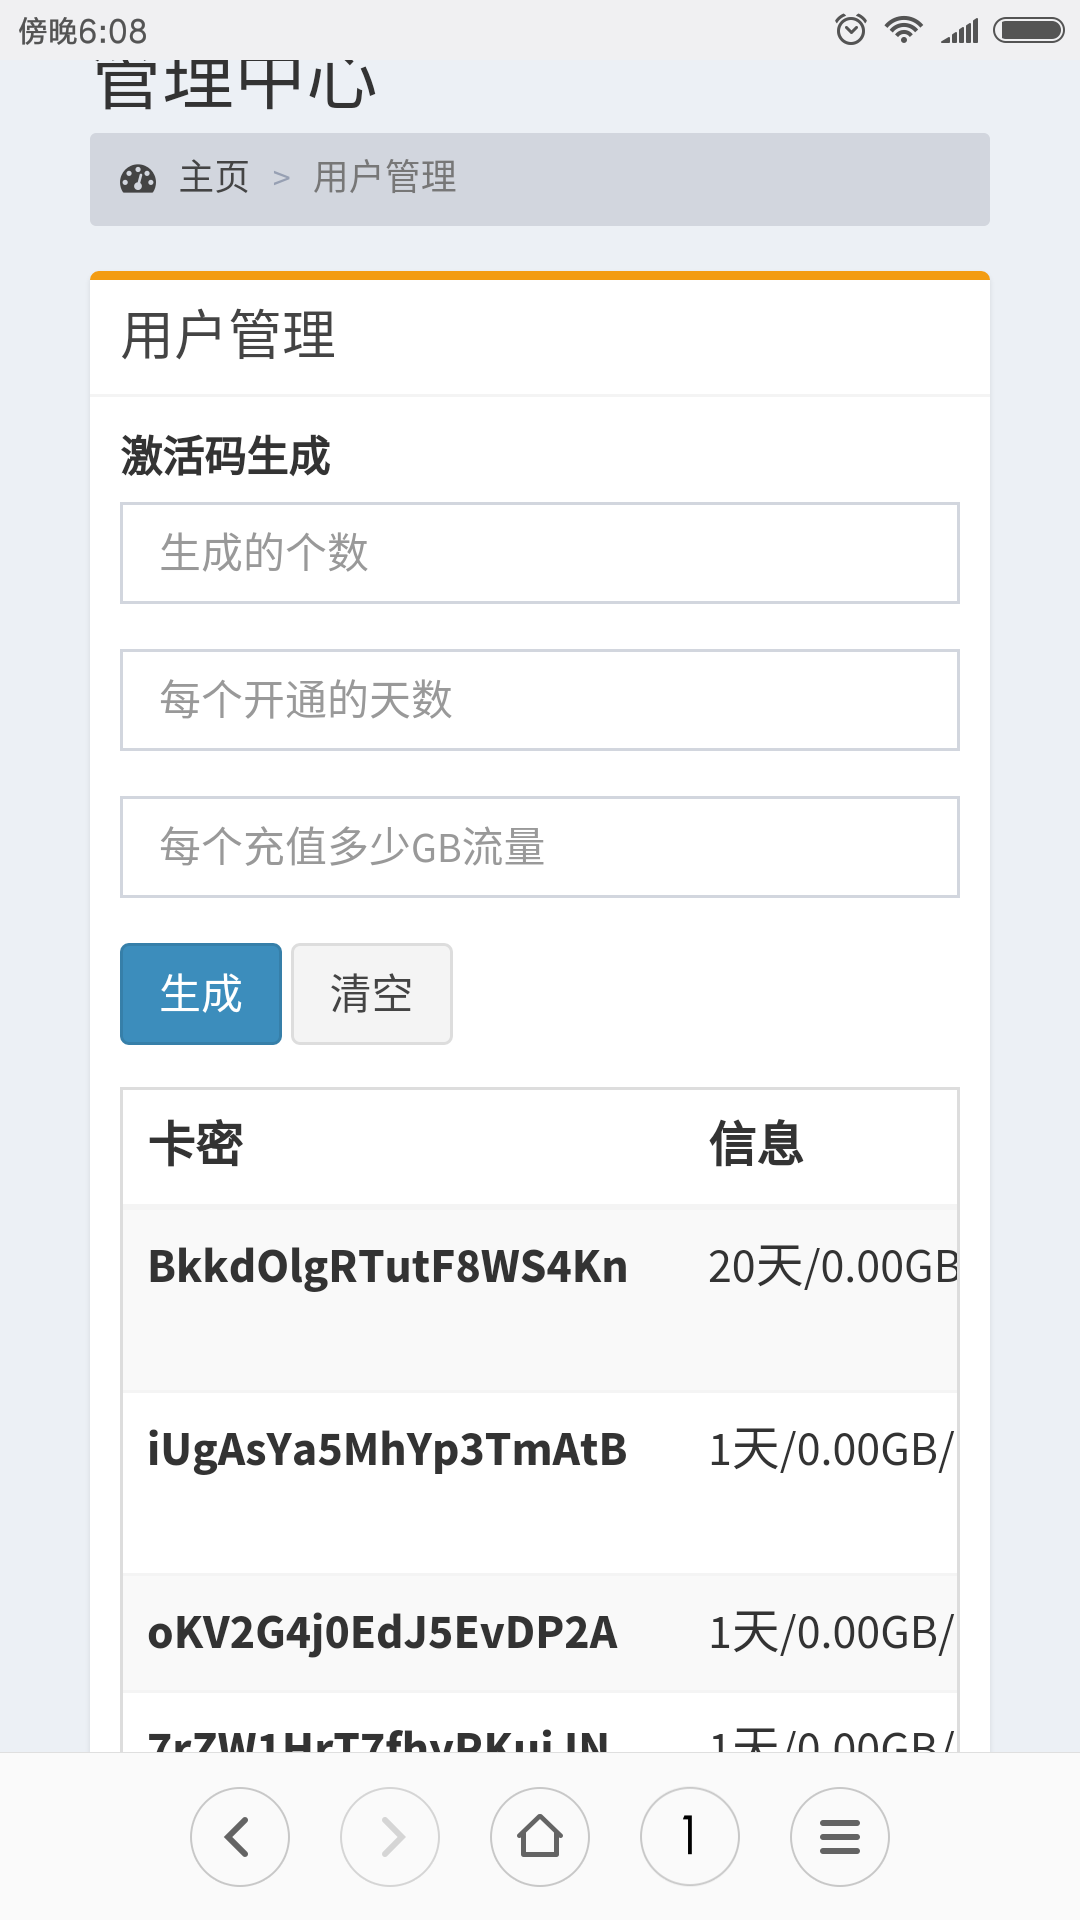 傍晚6:08
管理中心
主页 > 用户管理
用户管理
激活码生成
生成的个数
每个开通的天数
每个充值多少GB流量
生成 清空
卡密 信息
BkkdOlgRTutF8WS4Kn 20天/0.00GB
iUgAsYa5MhYp3TmAtB 1天/0.00GB/
oKV2G4j0EdJ5EvDP2A 1天/0.00GB/
1天/0.00GB/
1